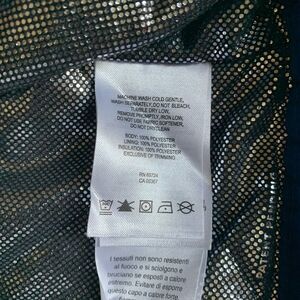 MACHINE WASH COLD GENTLE,
WASH SEPARATELY, DO NOT BLEACH,
TUMBLE DRY LOW,
REMOVE PROMPTLY, IRON LOW,
DO NOT USE FABRIC SOFTENER,
DO NOT DRYCLEAN
BODY: 100% POLYESTER
LINING: 100% POLYESTER
INSULATION: 100% POLYESTER
EXCLUSIVE OF TRIMMING
RN 69724
CA 00367
I tessuti non sono resistenti
al fuoco e si sciolgono e
bruciano se esposti a calore
estremo. Evitare di esporre
questo capo a calore forte